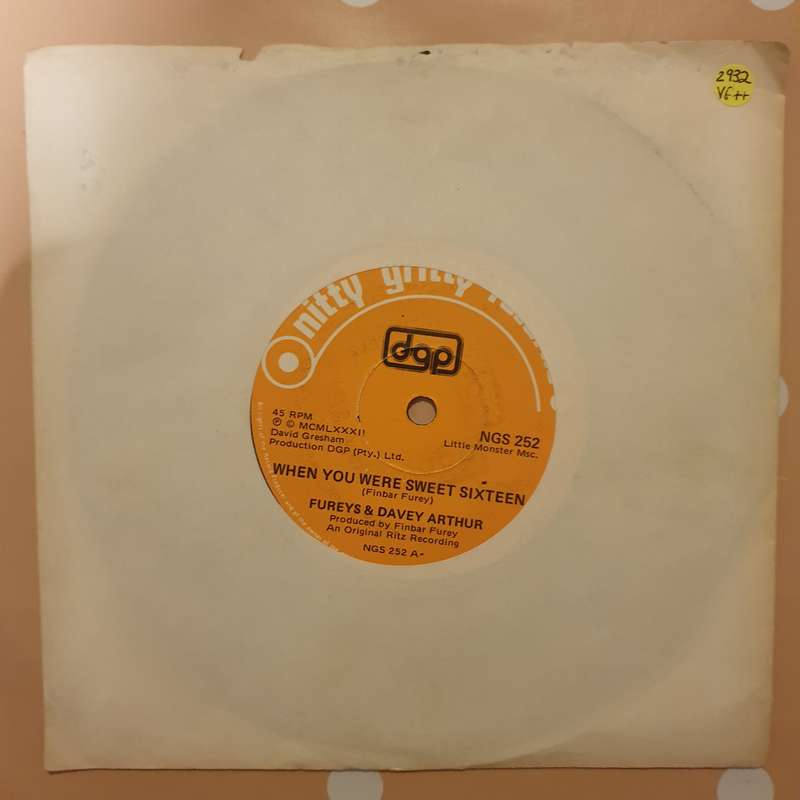 2932
VG++
nitty gritty
dgp
45 RPM
℗ © MCMLXXXII
David Gresham
Production DGP (Pty.) Ltd.
NGS 252
Little Monster Msc.
WHEN YOU WERE SWEET SIXTEEN
(Finbar Furey)
FUREYS & DAVEY ARTHUR
Produced by Finbar Furey
An Original Ritz Recording
NGS 252 A-